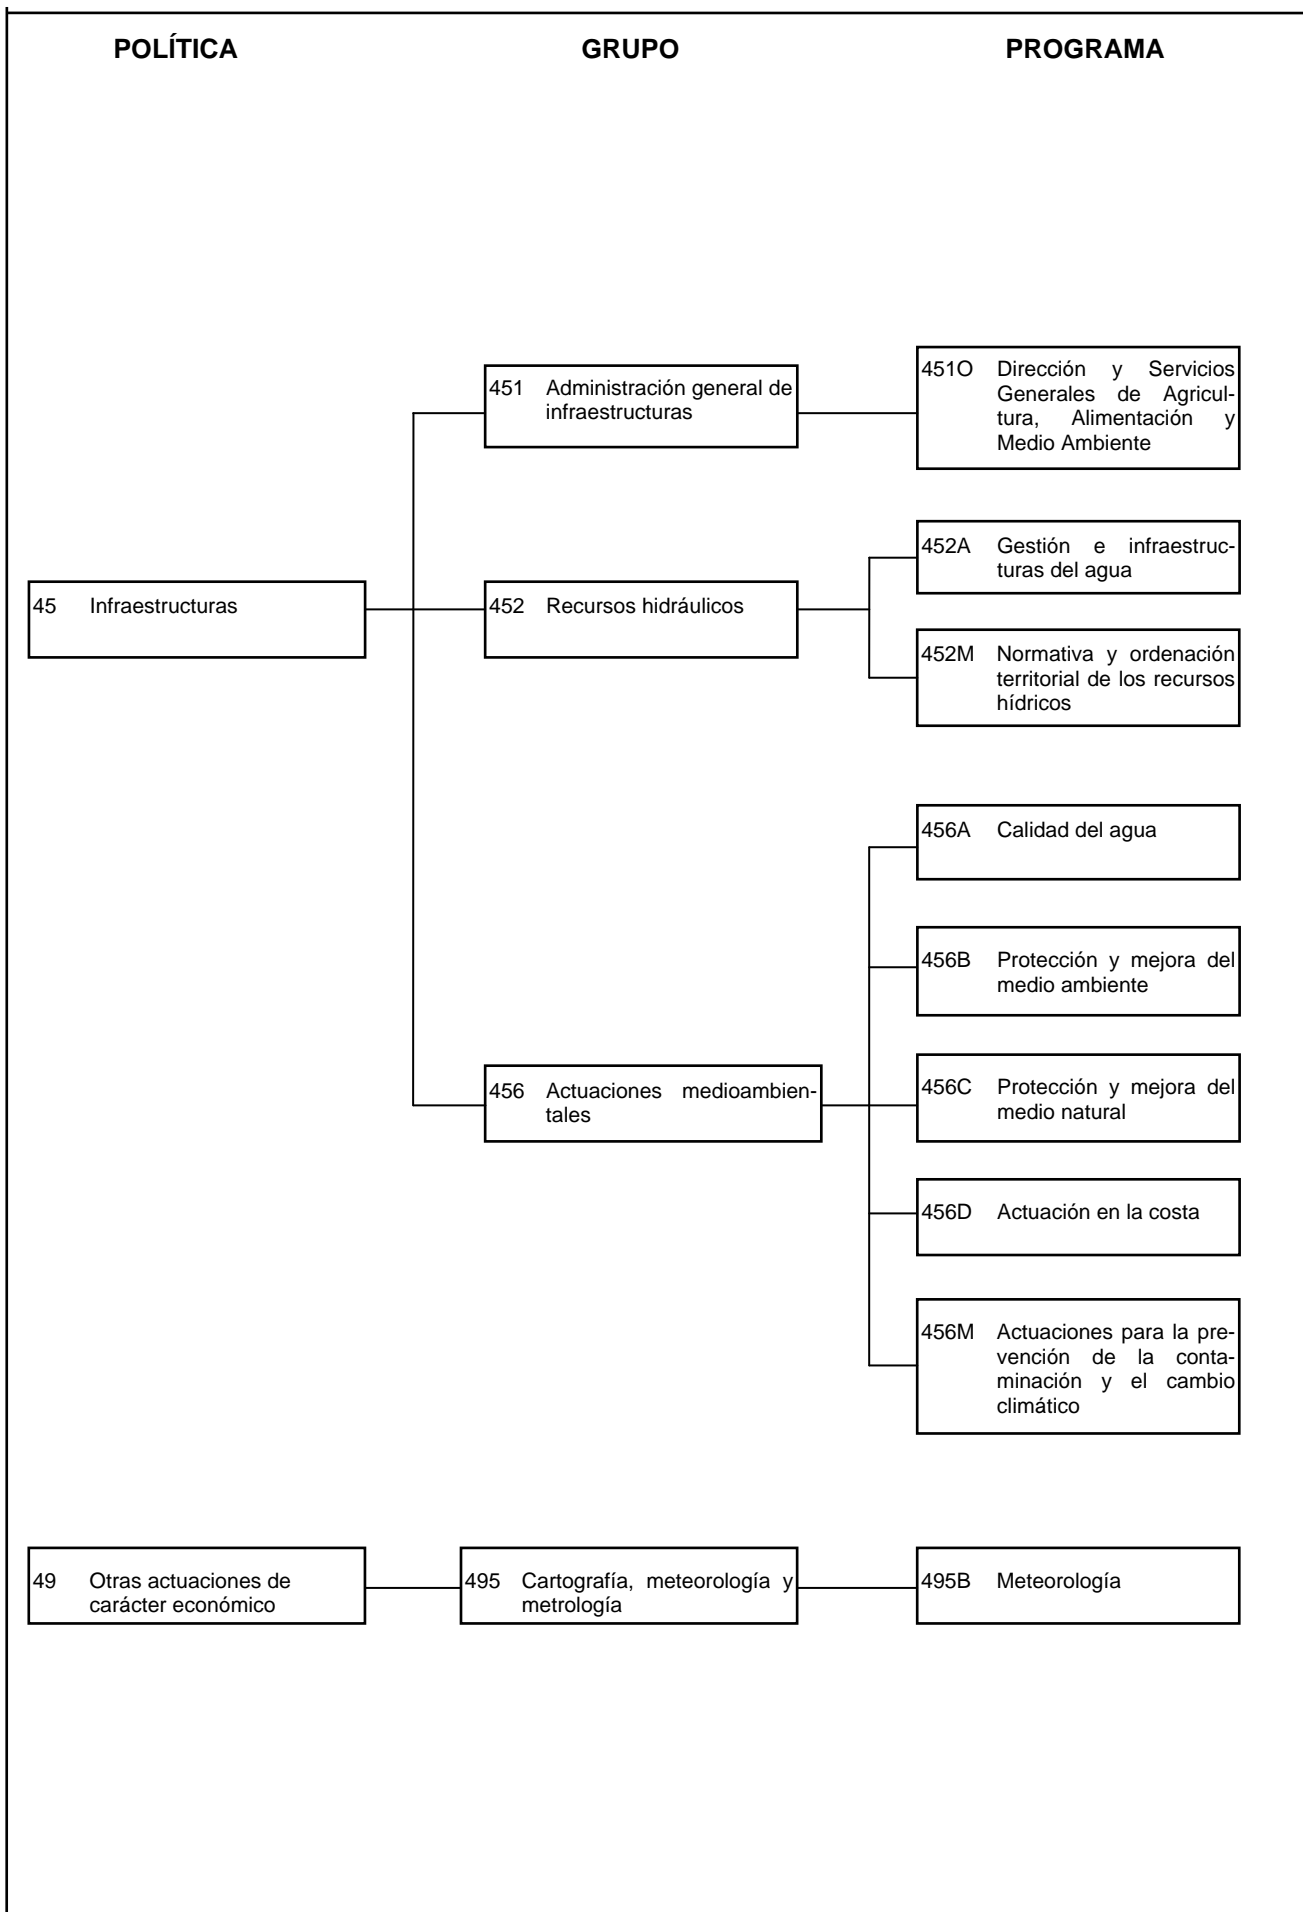 POLÍTICA GRUPO PROGRAMA
451 Administración general de
infraestructuras
451O Dirección y Servicios
Generales de Agricul-
tura, Alimentación y
Medio Ambiente
45 Infraestructuras
452 Recursos hidráulicos
452A Gestión e infraestruc-
turas del agua
452M Normativa y ordenación
territorial de los recursos
hídricos
456 Actuaciones medioambien-
tales
456A Calidad del agua
456B Protección y mejora del
medio ambiente
456C Protección y mejora del
medio natural
456D Actuación en la costa
456M Actuaciones para la pre-
vención de la conta-
minación y el cambio
climático
49 Otras actuaciones de
carácter económico
495 Cartografía, meteorología y
metrología
495B Meteorología